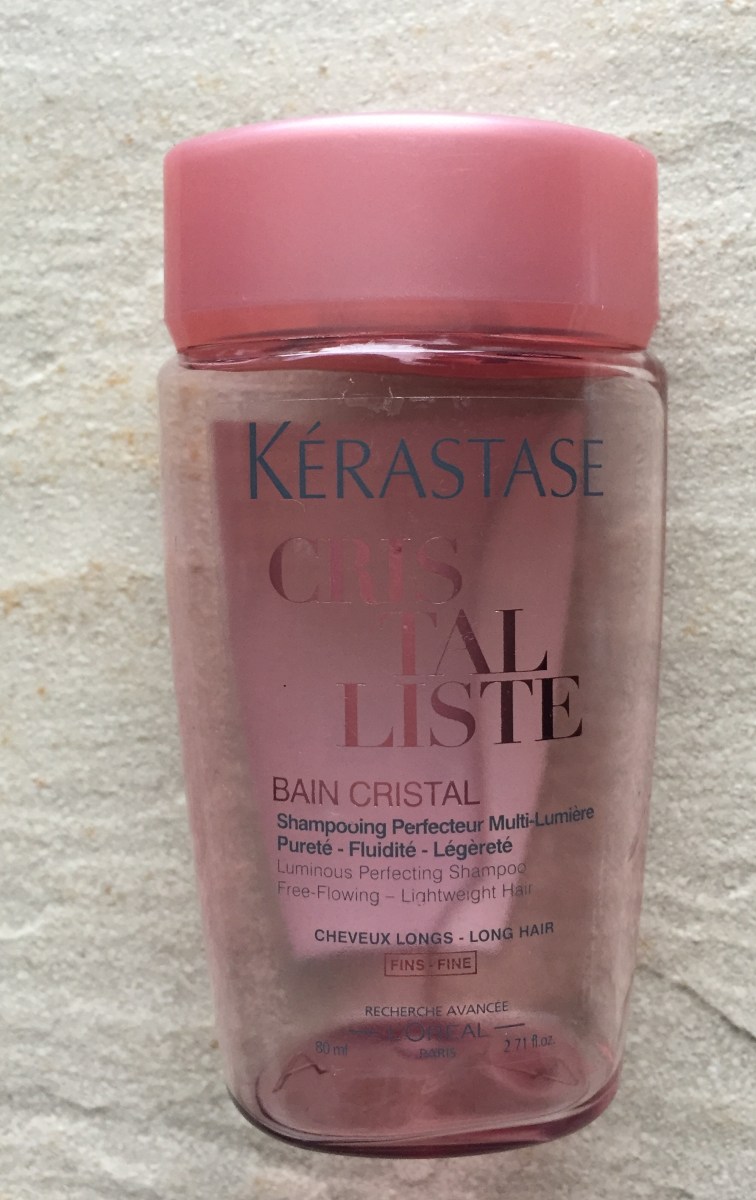 KÉRASTASE
CRIS
TAL
LISTE
BAIN CRISTAL
Shampooing Perfecteur Multi-Lumière
Pureté - Fluidité - Légèreté
Luminous Perfecting Shampoo
Free-Flowing – Lightweight Hair
CHEVEUX LONGS - LONG HAIR
FINS - FINE
RECHERCHE AVANCÉE
L'ORÉAL
80 ml PARIS 2.71 fl.oz.